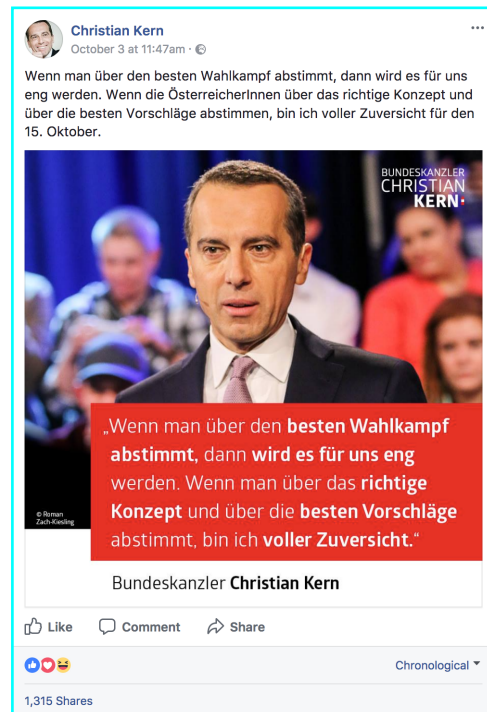 Christian Kern
October 3 at 11:47am ·
Wenn man über den besten Wahlkampf abstimmt, dann wird es für uns
eng werden. Wenn die ÖsterreicherInnen über das richtige Konzept und
über die besten Vorschläge abstimmen, bin ich voller Zuversicht für den
15. Oktober.
BUNDESKANZLER
CHRISTIAN
KERN
„Wenn man über den besten Wahlkampf
abstimmt, dann wird es für uns eng
werden. Wenn man über das richtige
Konzept und über die besten Vorschläge
abstimmt, bin ich voller Zuversicht.“
© Roman
Zach-Kiesling
Bundeskanzler Christian Kern
Like Comment Share
Chronological
1,315 Shares